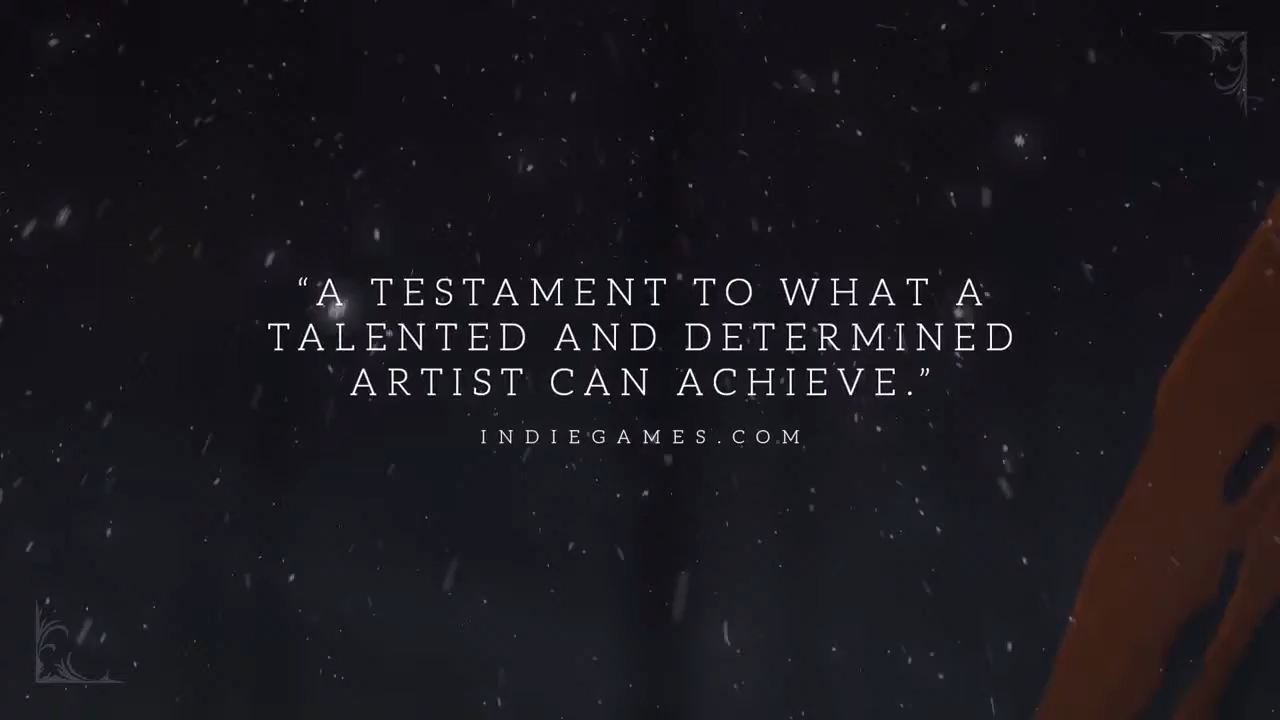 “A TESTAMENT TO WHAT A
TALENTED AND DETERMINED
ARTIST CAN ACHIEVE.”
INDIEGAMES.COM